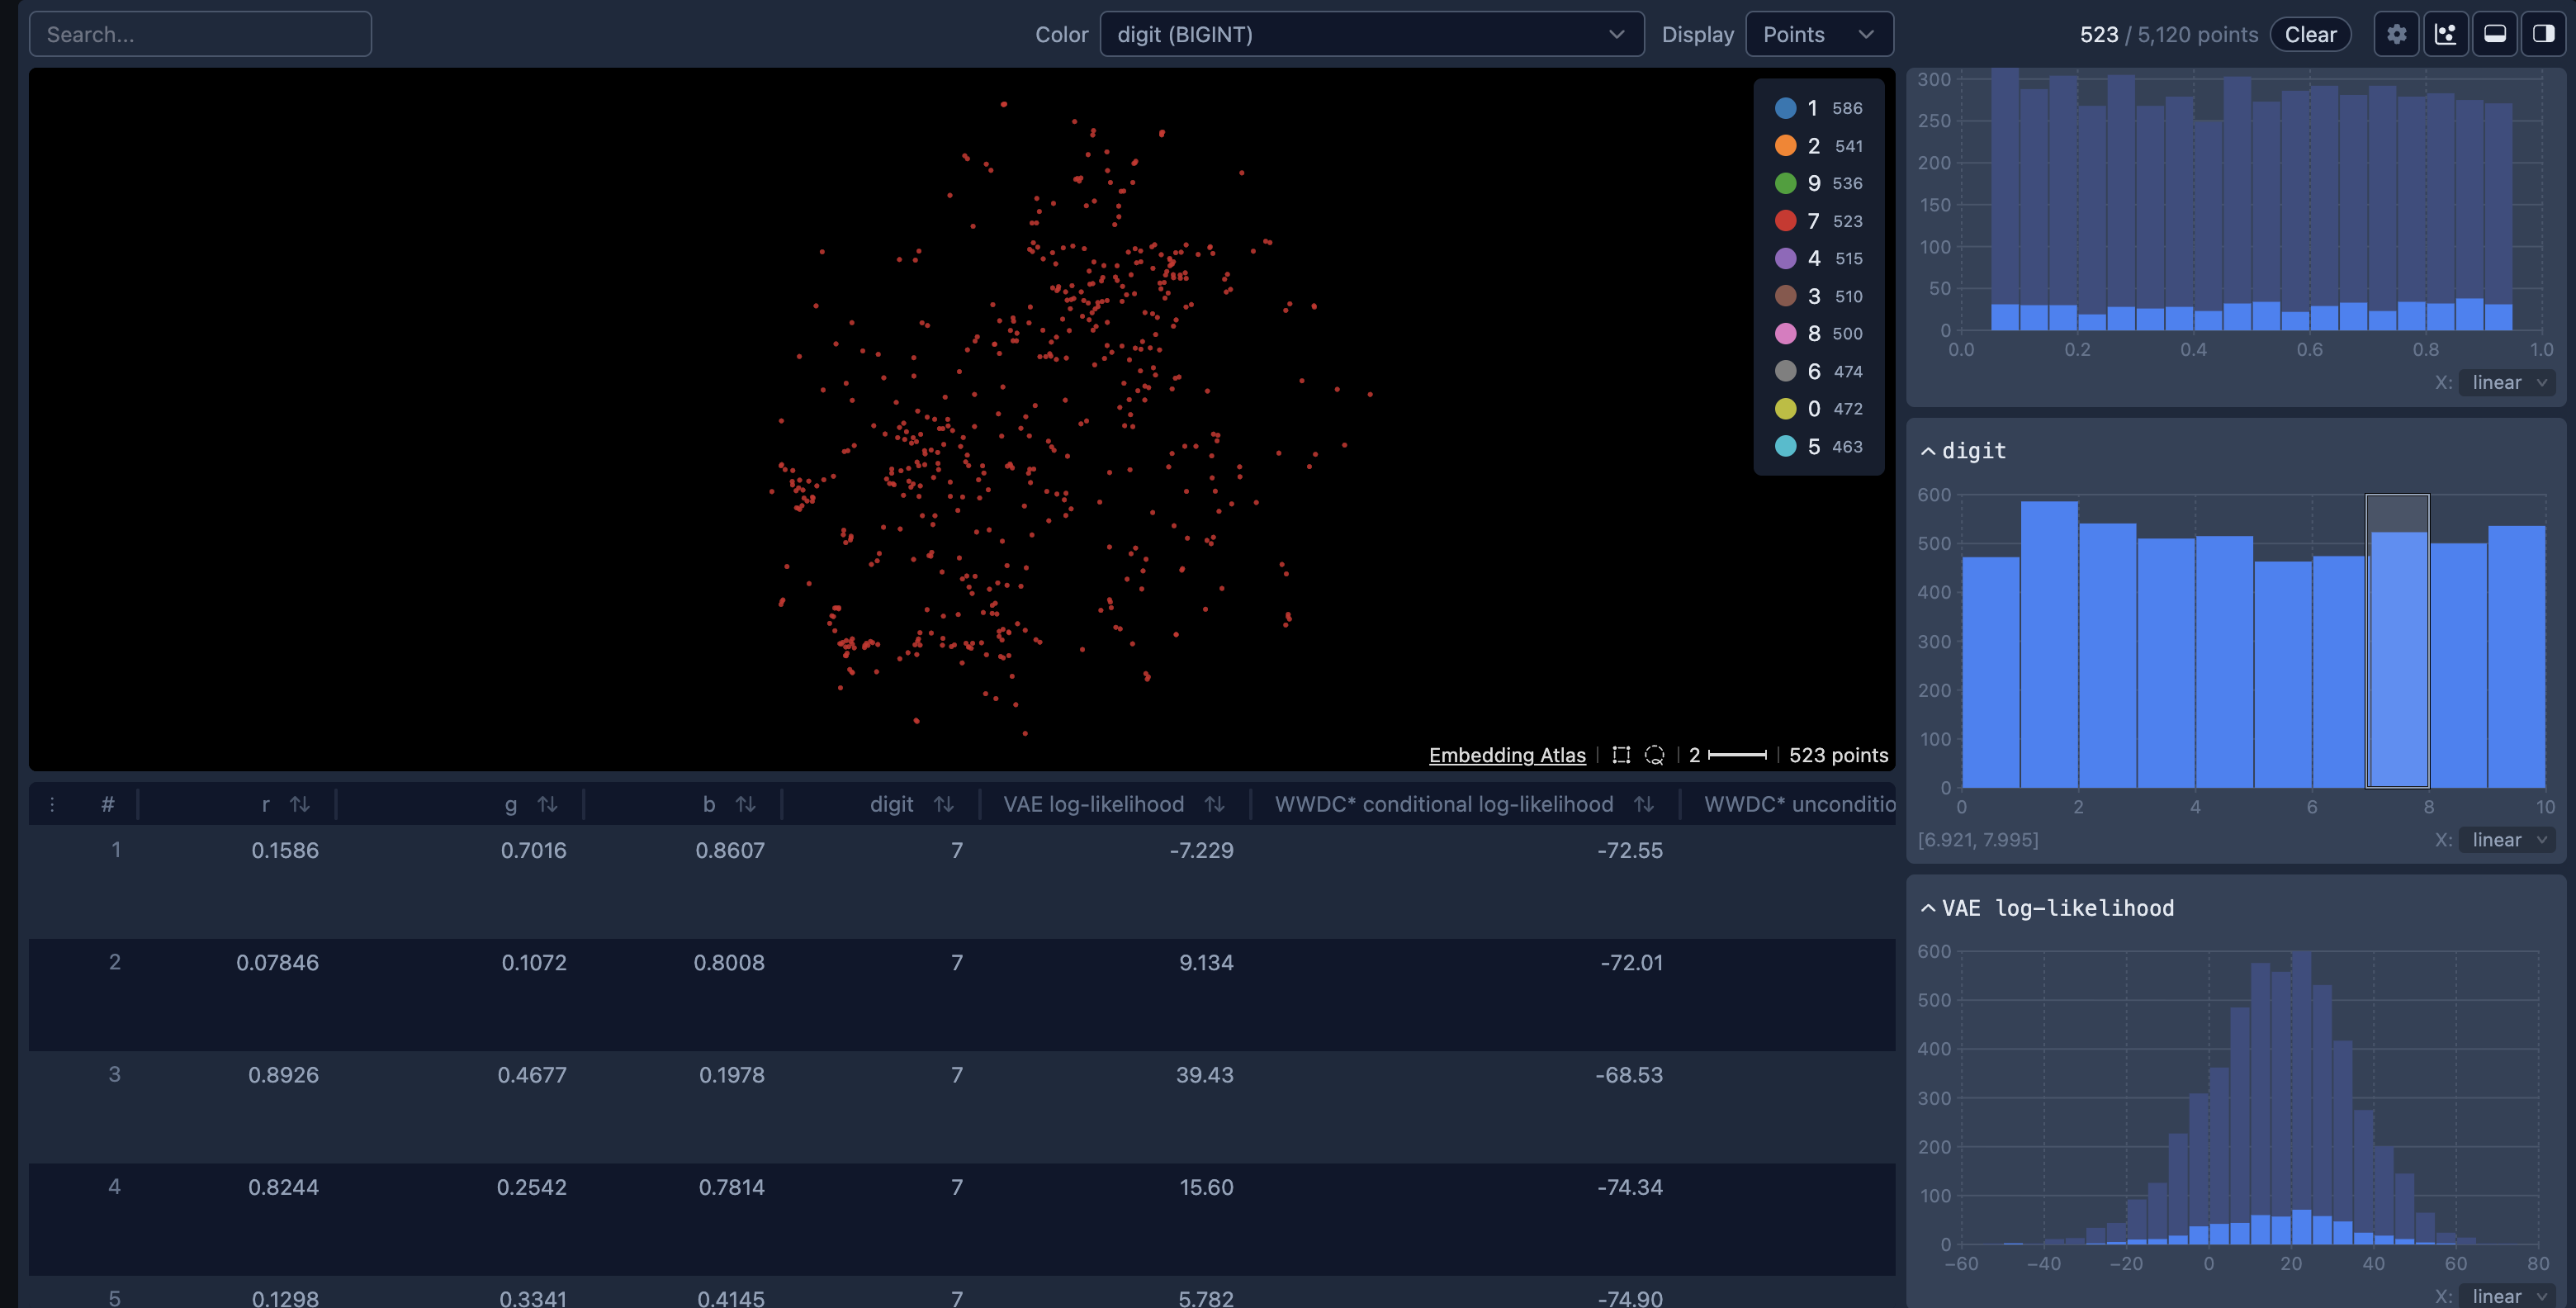 Search... Color digit (BIGINT) Display Points 523 / 5,120 points Clear
1 586
2 541
9 536
7 523
4 515
3 510
8 500
6 474
0 472
5 463
Embedding Atlas 2 523 points
# r g b digit VAE log-likelihood WWDC* conditional log-likelihood WWDC* unconditio
1 0.1586 0.7016 0.8607 7 -7.229 -72.55
2 0.07846 0.1072 0.8008 7 9.134 -72.01
3 0.8926 0.4677 0.1978 7 39.43 -68.53
4 0.8244 0.2542 0.7814 7 15.60 -74.34
5 0.1298 0.3341 0.4145 7 5.782 -74.90
300
250
200
150
100
50
0
0.0 0.2 0.4 0.6 0.8 1.0
X: linear
digit
600
500
400
300
200
100
0
0 2 4 6 8 10
[6.921, 7.995] X: linear
VAE log-likelihood
600
500
400
300
200
100
0
−60 −40 −20 0 20 40 60 80
X: linear